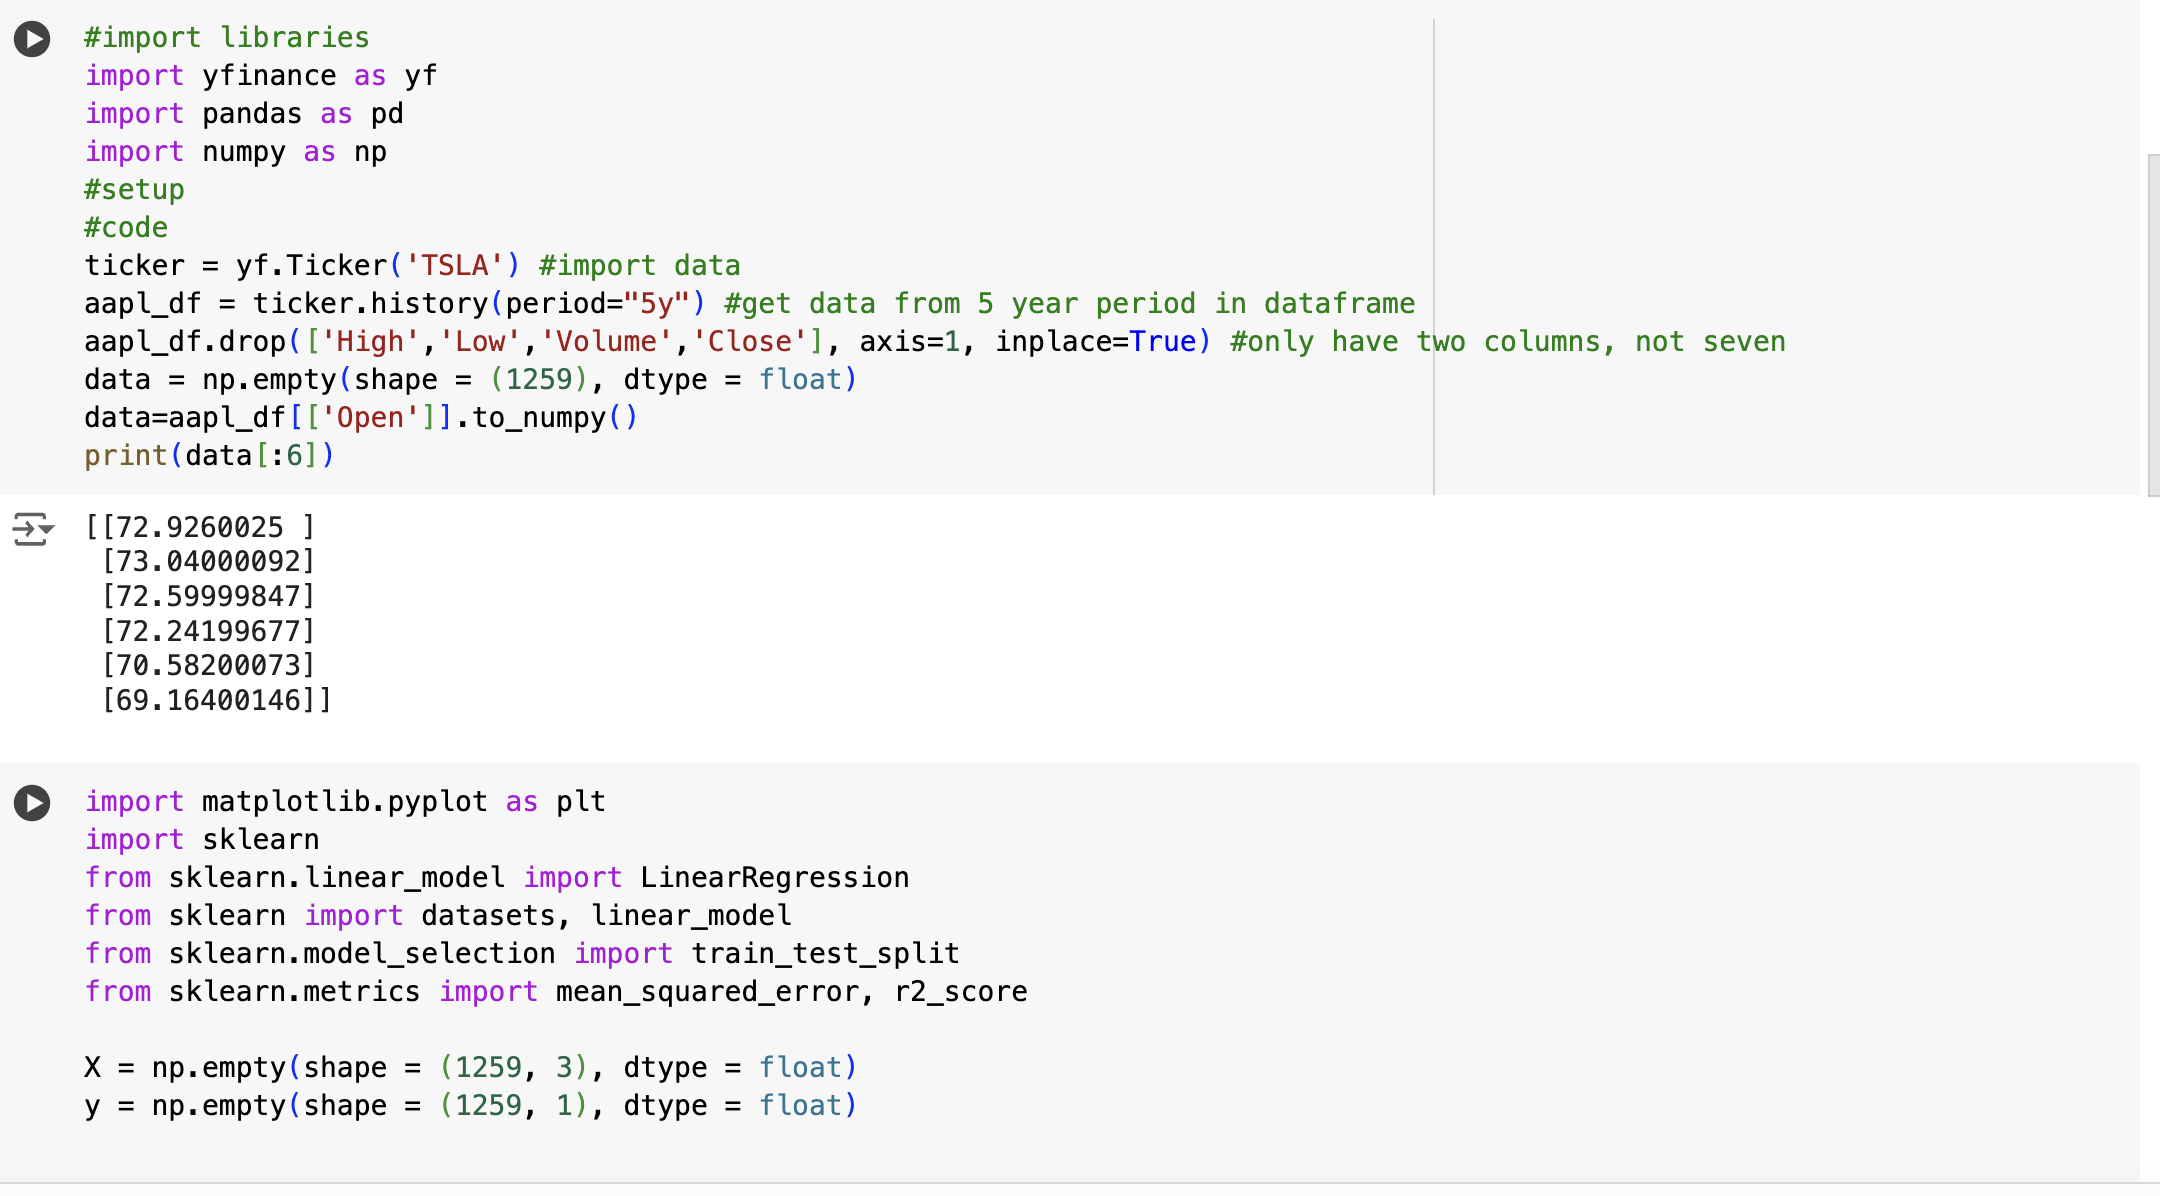 #import libraries
import yfinance as yf
import pandas as pd
import numpy as np
#setup
#code
ticker = yf.Ticker('TSLA') #import data
aapl_df = ticker.history(period="5y") #get data from 5 year period in dataframe
aapl_df.drop(['High','Low','Volume','Close'], axis=1, inplace=True) #only have two columns, not seven
data = np.empty(shape = (1259), dtype = float)
data=aapl_df[['Open']].to_numpy()
print(data[:6])
[[72.9260025 ]
 [73.04000092]
 [72.59999847]
 [72.24199677]
 [70.58200073]
 [69.16400146]]
import matplotlib.pyplot as plt
import sklearn
from sklearn.linear_model import LinearRegression
from sklearn import datasets, linear_model
from sklearn.model_selection import train_test_split
from sklearn.metrics import mean_squared_error, r2_score
X = np.empty(shape = (1259, 3), dtype = float)
y = np.empty(shape = (1259, 1), dtype = float)